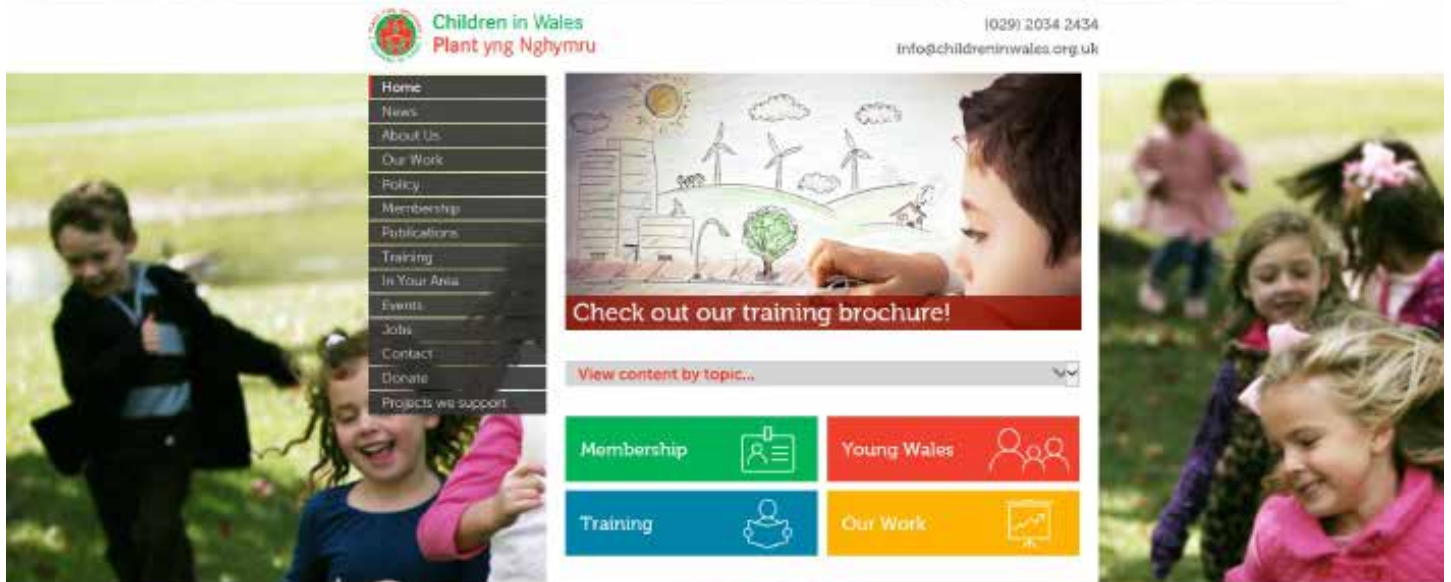 Children in Wales
Plant yng Nghymru
(029) 2034 2434
info@childreninwales.org.uk
Home
News
About Us
Our Work
Policy
Membership
Publications
Training
In Your Area
Events
Jobs
Contact
Donate
Projects we support
Check out our training brochure!
View content by topic...
Membership
Young Wales
Training
Our Work